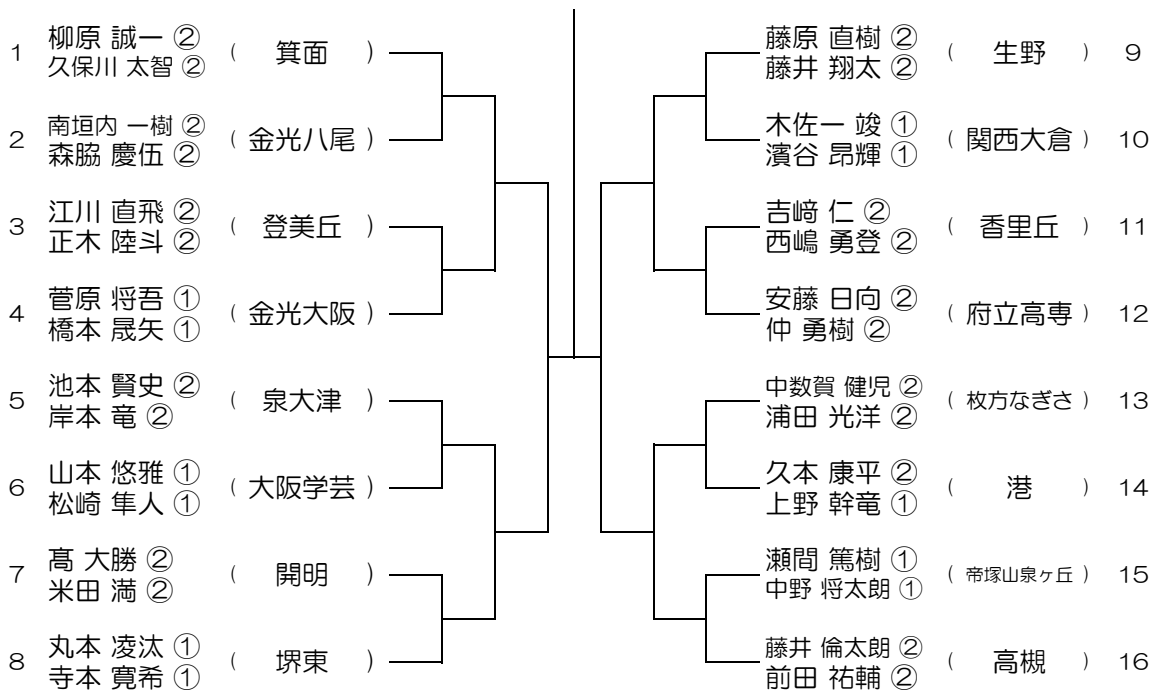 1 柳原 誠一 ② ( 箕面 )
久保川 太智 ②
2 南垣内 一樹 ② ( 金光八尾 )
森脇 慶伍 ②
3 江川 直飛 ② ( 登美丘 )
正木 陸斗 ②
4 菅原 将吾 ① ( 金光大阪 )
橋本 晟矢 ①
5 池本 賢史 ② ( 泉大津 )
岸本 竜 ②
6 山本 悠雅 ① ( 大阪学芸 )
松崎 隼人 ①
7 髙 大勝 ② ( 開明 )
米田 満 ②
8 丸本 凌汰 ① ( 堺東 )
寺本 寛希 ①
藤原 直樹 ② ( 生野 ) 9
藤井 翔太 ②
木佐一 竣 ① ( 関西大倉 ) 10
濱谷 昂輝 ①
吉﨑 仁 ② ( 香里丘 ) 11
西嶋 勇登 ②
安藤 日向 ② ( 府立高専 ) 12
仲 勇樹 ②
中数賀 健児 ② ( 枚方なぎさ ) 13
浦田 光洋 ②
久本 康平 ② ( 港 ) 14
上野 幹竜 ①
瀬間 篤樹 ① ( 帝塚山泉ヶ丘 ) 15
中野 将太朗 ①
藤井 倫太朗 ② ( 高槻 ) 16
前田 祐輔 ②